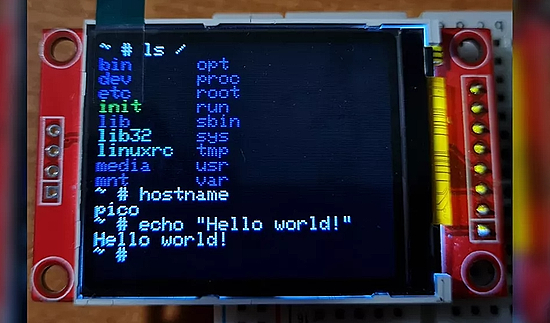 ~ # ls
bin opt
dev proc
etc root
init run
lib sbin
lib32 sys
linuxrc tmp
media usr
mnt var
~ # hostname
pico
~ # echo "Hello world!"
Hello world!
~ #